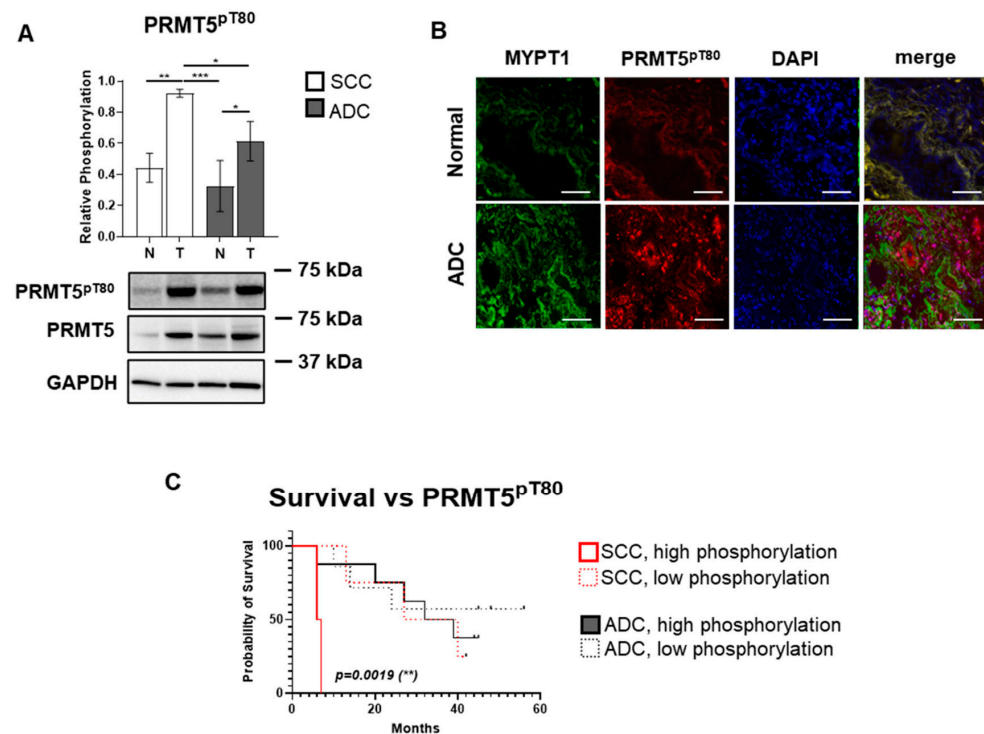 A
PRMT5pT80
** *** * *
SCC
ADC
Relative Phosphorylation
1.0
0.8
0.6
0.4
0.2
0.0
N T N T
PRMT5pT80
75 kDa
PRMT5
75 kDa
GAPDH
37 kDa
B
MYPT1 PRMT5pT80 DAPI merge
Normal
ADC
C
Survival vs PRMT5pT80
Probability of Survival
100
50
0
p=0.0019 (**)
0 20 40 60
Months
SCC, high phosphorylation
SCC, low phosphorylation
ADC, high phosphorylation
ADC, low phosphorylation